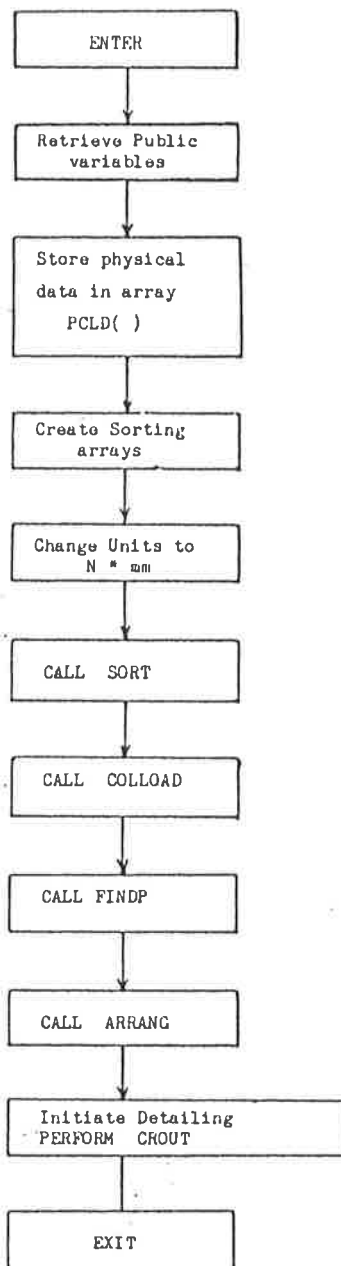 ENTER
Retrieve Public
variables
Store physical
data in array
PCLD( )
Create Sorting
arrays
Change Units to
N * mm
CALL SORT
CALL COLLOAD
CALL FINDP
CALL ARRANG
Initiate Detailing
PERFORM CROUT
EXIT